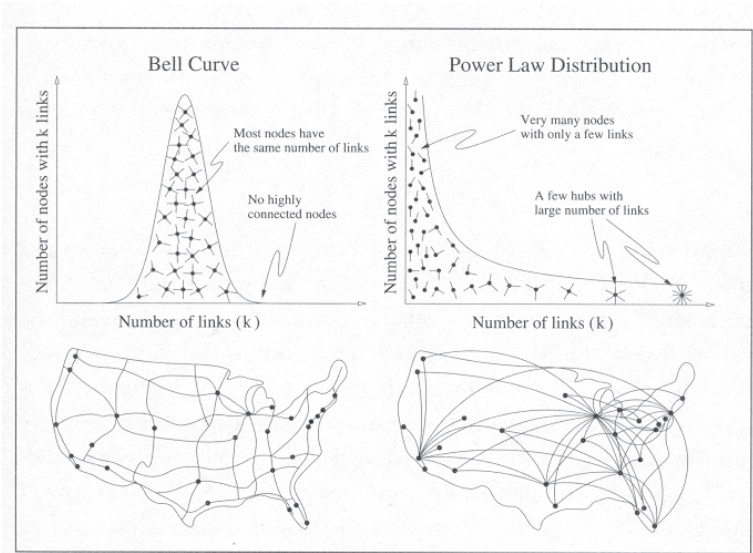 Bell Curve
Number of nodes with k links
Most nodes have
the same number of links
No highly
connected nodes
Number of links (k)
Power Law Distribution
Number of nodes with k links
Very many nodes
with only a few links
A few hubs with
large number of links
Number of links (k)